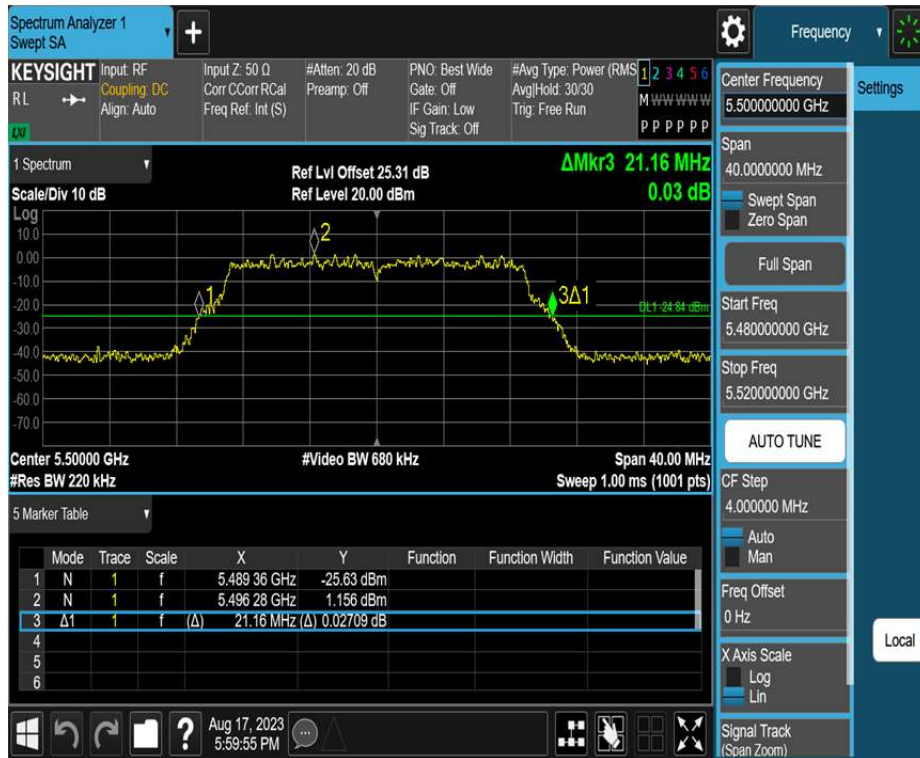 Spectrum Analyzer 1
Swept SA
Frequency
KEYSIGHT
RL
LXI
Input: RF
Coupling: DC
Align: Auto
Input Z: 50 Ω
Corr CCorr RCal
Freq Ref: Int (S)
#Atten: 20 dB
Preamp: Off
PNO: Best Wide
Gate: Off
IF Gain: Low
Sig Track: Off
#Avg Type: Power (RMS
Avg|Hold: 30/30
Trig: Free Run
1 2 3 4 5 6
M W W W W W
P P P P P P
Settings
Center Frequency
5.500000000 GHz
Span
40.0000000 MHz
Swept Span
Zero Span
Full Span
Start Freq
5.480000000 GHz
Stop Freq
5.520000000 GHz
AUTO TUNE
CF Step
4.000000 MHz
Auto
Man
Freq Offset
0 Hz
X Axis Scale
Log
Lin
Signal Track
(Span Zoom)
Local
1 Spectrum
Scale/Div 10 dB
Ref Lvl Offset 25.31 dB
Ref Level 20.00 dBm
ΔMkr3 21.16 MHz
0.03 dB
Log
10.0
0.00
-10.0
-20.0
-30.0
-40.0
-50.0
-60.0
-70.0
2
1
3Δ1
DL1 -24.84 dBm
Center 5.50000 GHz
#Video BW 680 kHz
Span 40.00 MHz
#Res BW 220 kHz
Sweep 1.00 ms (1001 pts)
5 Marker Table
Mode Trace Scale X Y Function Function Width Function Value
1 N 1 f 5.489 36 GHz -25.63 dBm
2 N 1 f 5.496 28 GHz 1.156 dBm
3 Δ1 1 f (Δ) 21.16 MHz (Δ) 0.02709 dB
4
5
6
?
Aug 17, 2023
5:59:55 PM